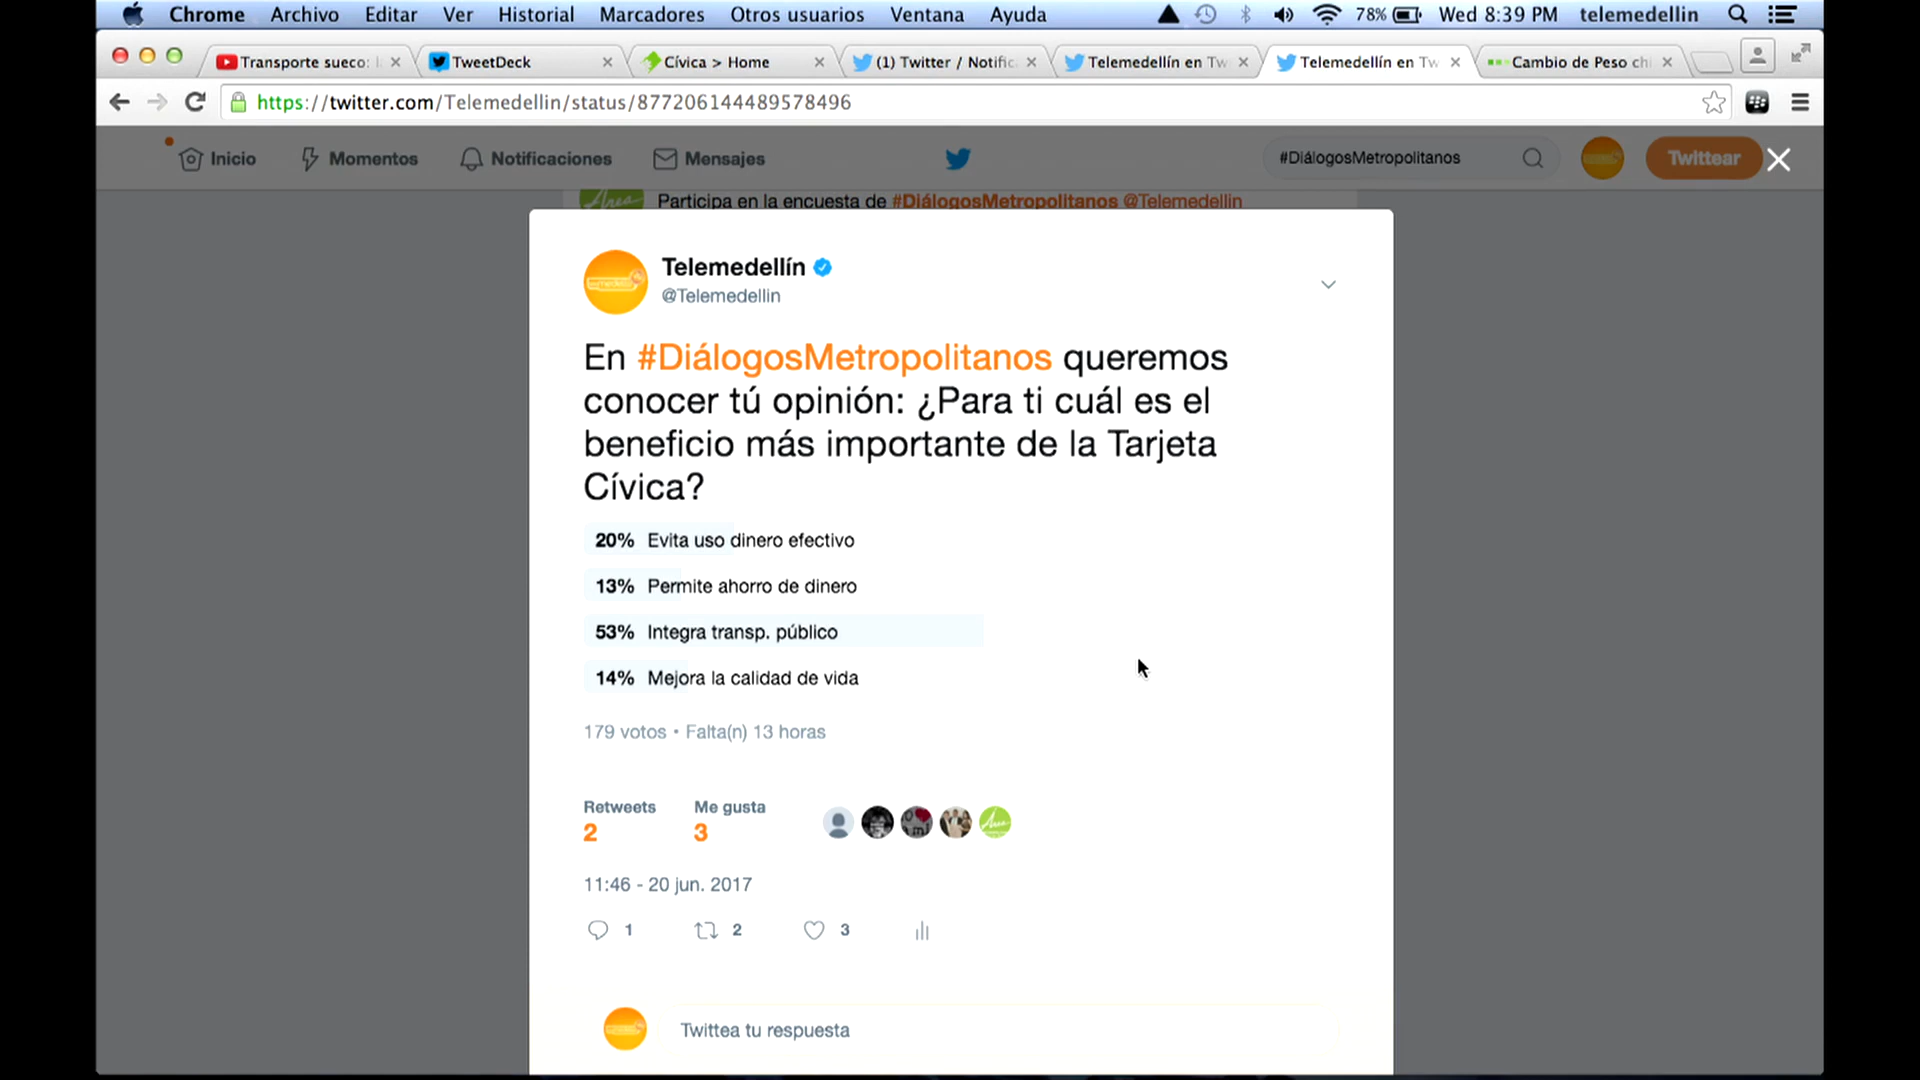 Chrome Archivo Editar Ver Historial Marcadores Otros usuarios Ventana Ayuda 78% Wed 8:39 PM telemedellin
Transporte sueco: TweetDeck Cívica > Home (1) Twitter / Notific Telemedellín en Tw Telemedellín en Tw Cambio de Peso chi
https://twitter.com/Telemedellin/status/877206144489578496
Inicio Momentos Notificaciones Mensajes #DiálogosMetropolitanos Twittear
Participa en la encuesta de #DiálogosMetropolitanos @Telemedellin
Telemedellín
@Telemedellin
En #DiálogosMetropolitanos queremos
conocer tú opinión: ¿Para ti cuál es el
beneficio más importante de la Tarjeta
Cívica?
20% Evita uso dinero efectivo
13% Permite ahorro de dinero
53% Integra transp. público
14% Mejora la calidad de vida
179 votos • Falta(n) 13 horas
Retweets Me gusta
2 3
11:46 - 20 jun. 2017
1 2 3
Twittea tu respuesta